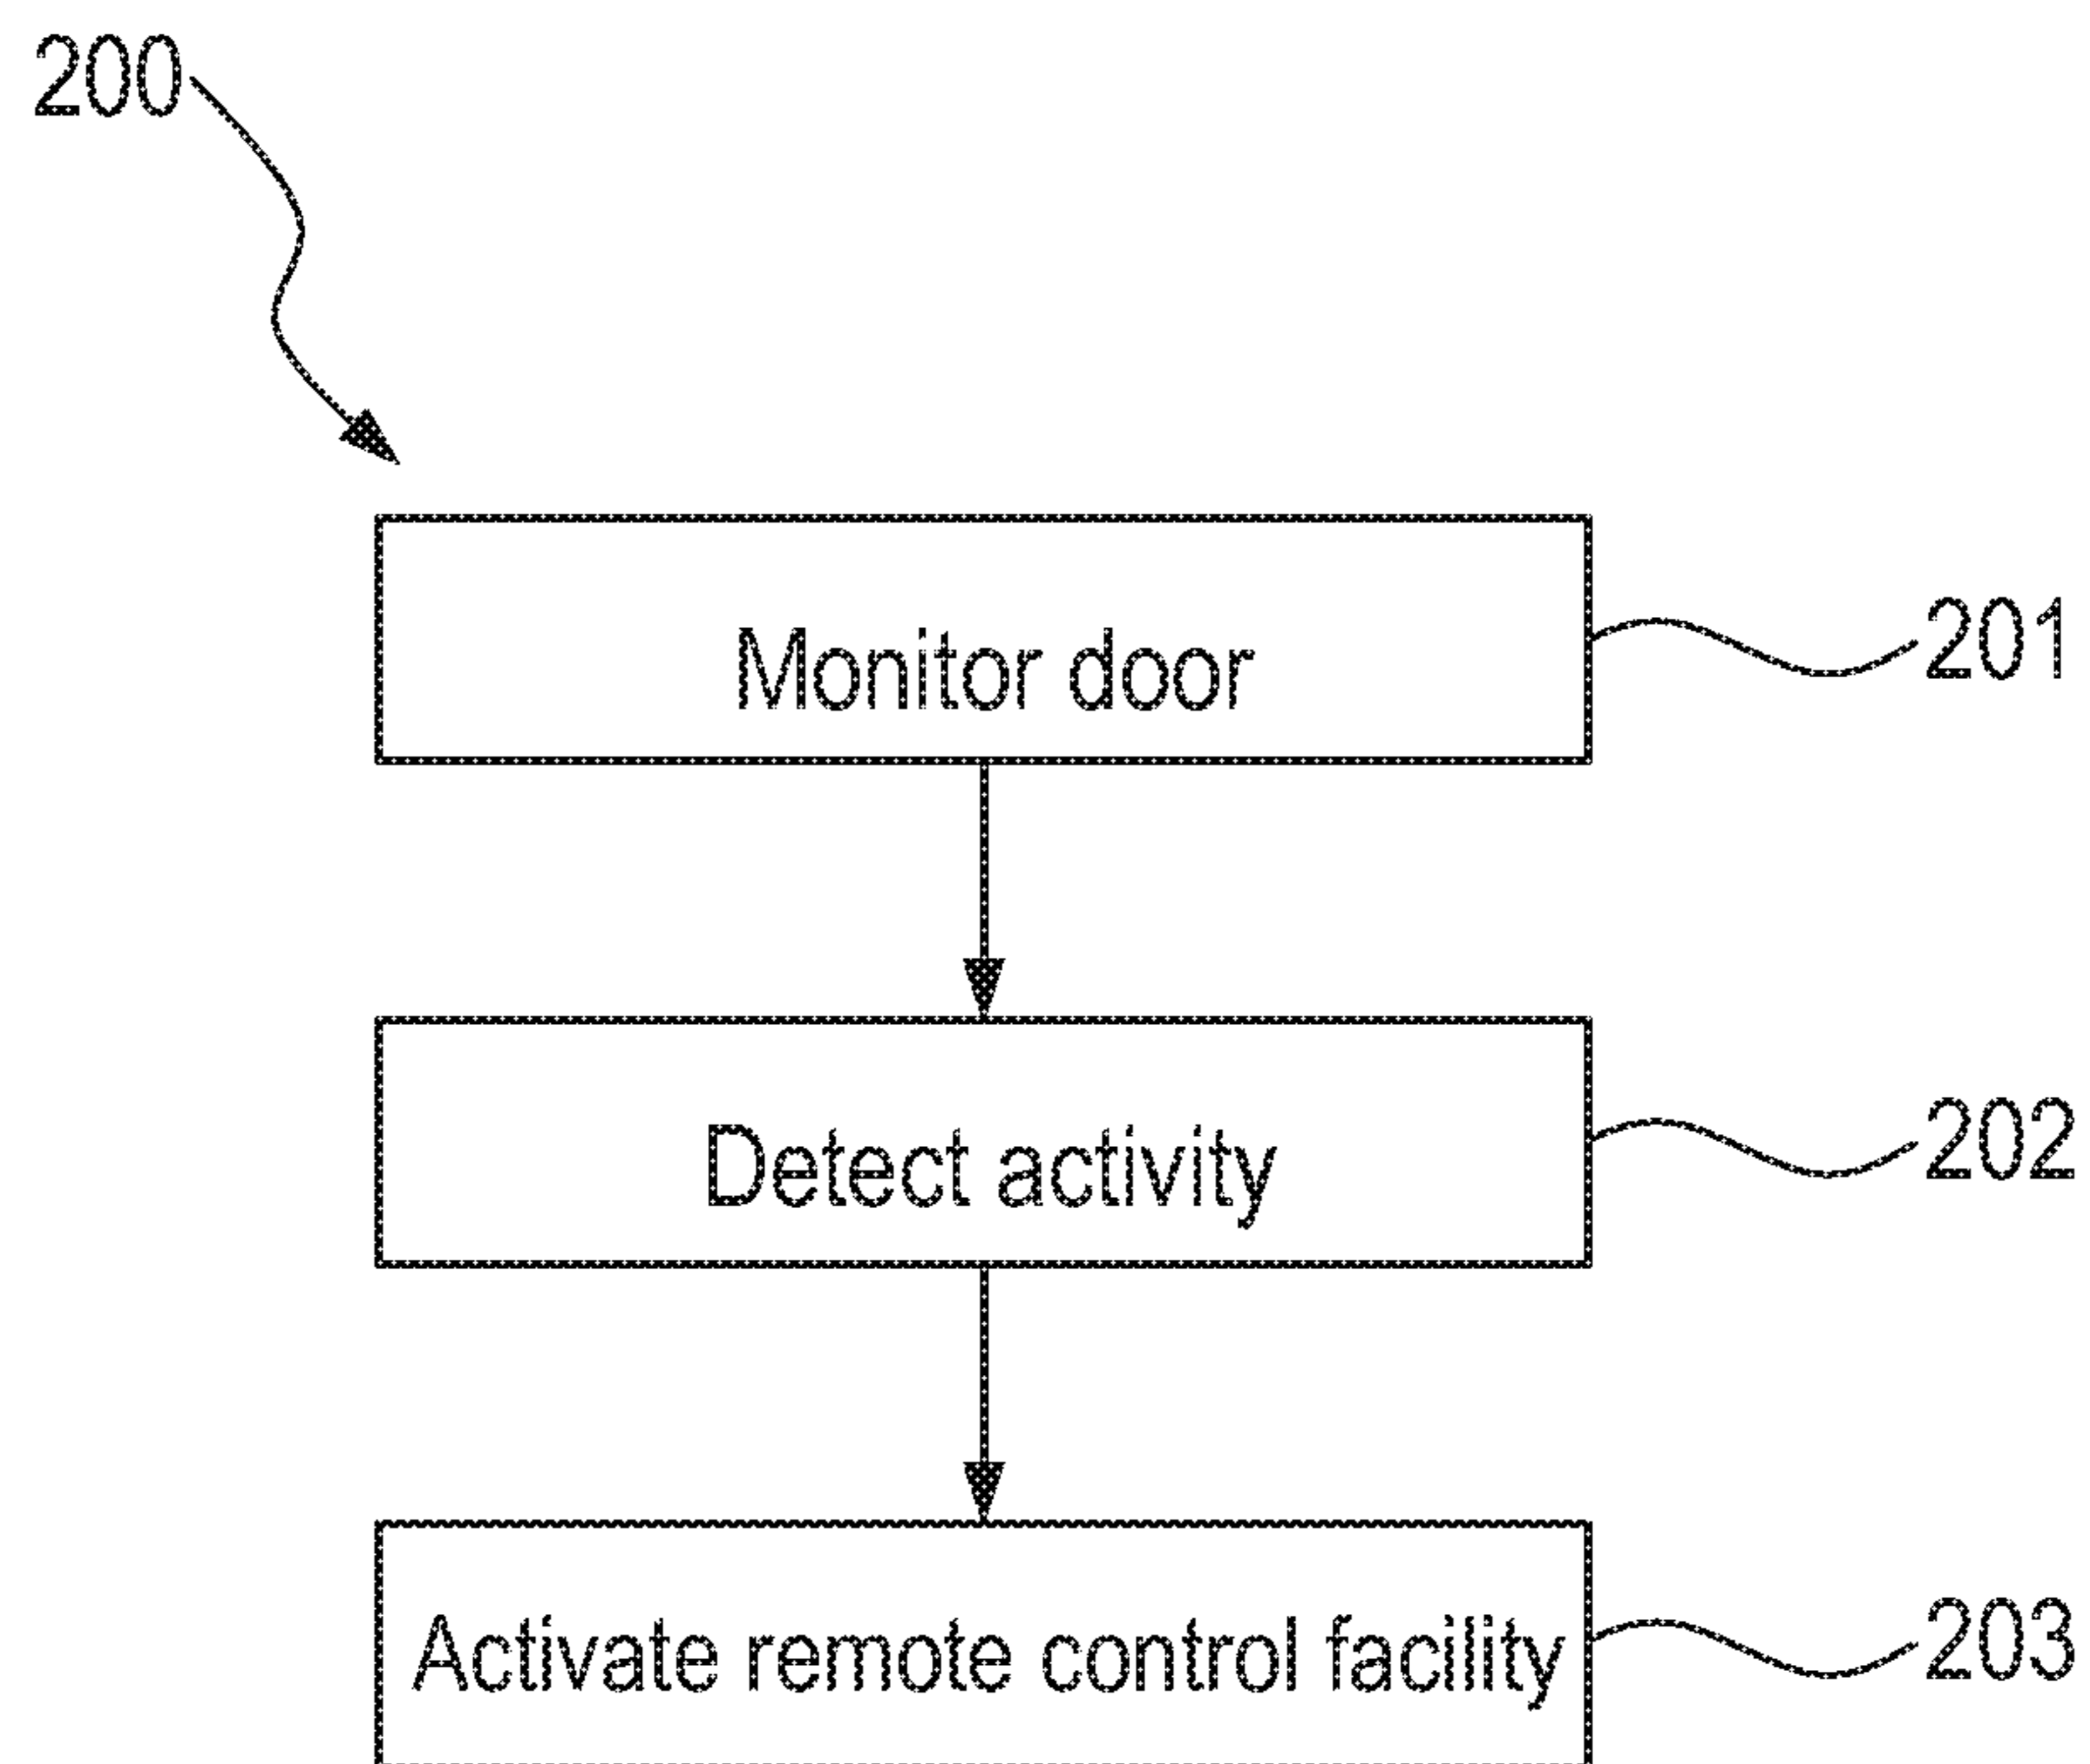 200
Monitor door
201
Detect activity
202
Activate remote control facility
203